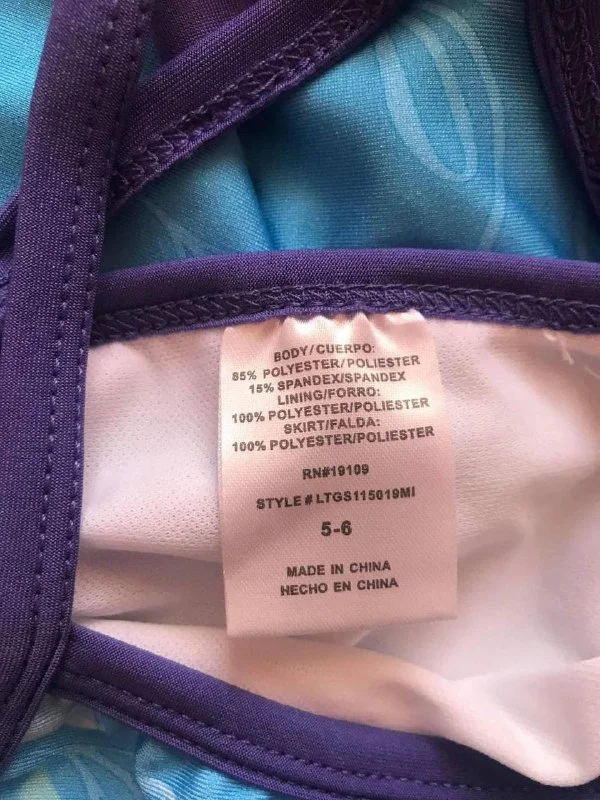 BODY/CUERPO:
85% POLYESTER/POLIESTER
15% SPANDEX/SPANDEX
LINING/FORRO:
100% POLYESTER/POLIESTER
SKIRT/FALDA:
100% POLYESTER/POLIESTER
RN#19109
STYLE # LTGS115019MI
5-6
MADE IN CHINA
HECHO EN CHINA